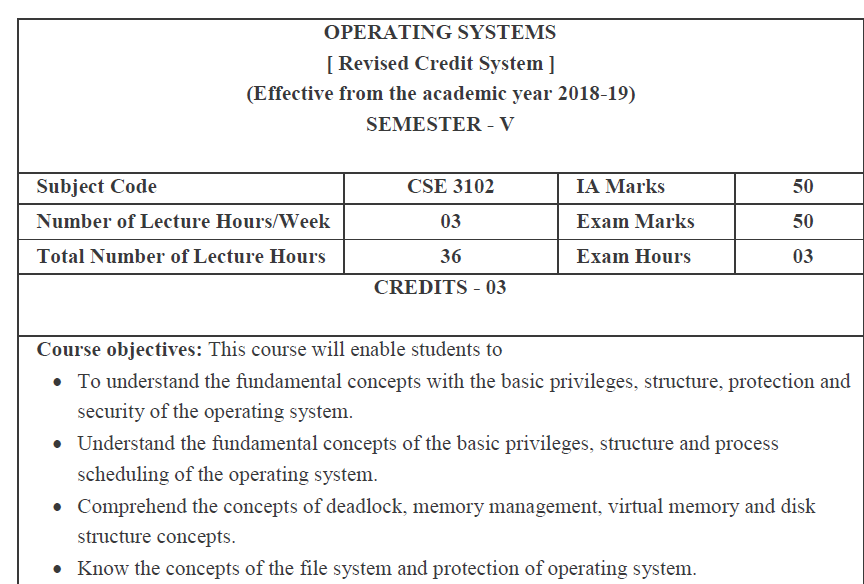 OPERATING SYSTEMS
[ Revised Credit System ]
(Effective from the academic year 2018-19)
SEMESTER - V
Subject Code CSE 3102 IA Marks 50
Number of Lecture Hours/Week 03 Exam Marks 50
Total Number of Lecture Hours 36 Exam Hours 03
CREDITS - 03
Course objectives: This course will enable students to
• To understand the fundamental concepts with the basic privileges, structure, protection and
security of the operating system.
• Understand the fundamental concepts of the basic privileges, structure and process
scheduling of the operating system.
• Comprehend the concepts of deadlock, memory management, virtual memory and disk
structure concepts.
• Know the concepts of the file system and protection of operating system.